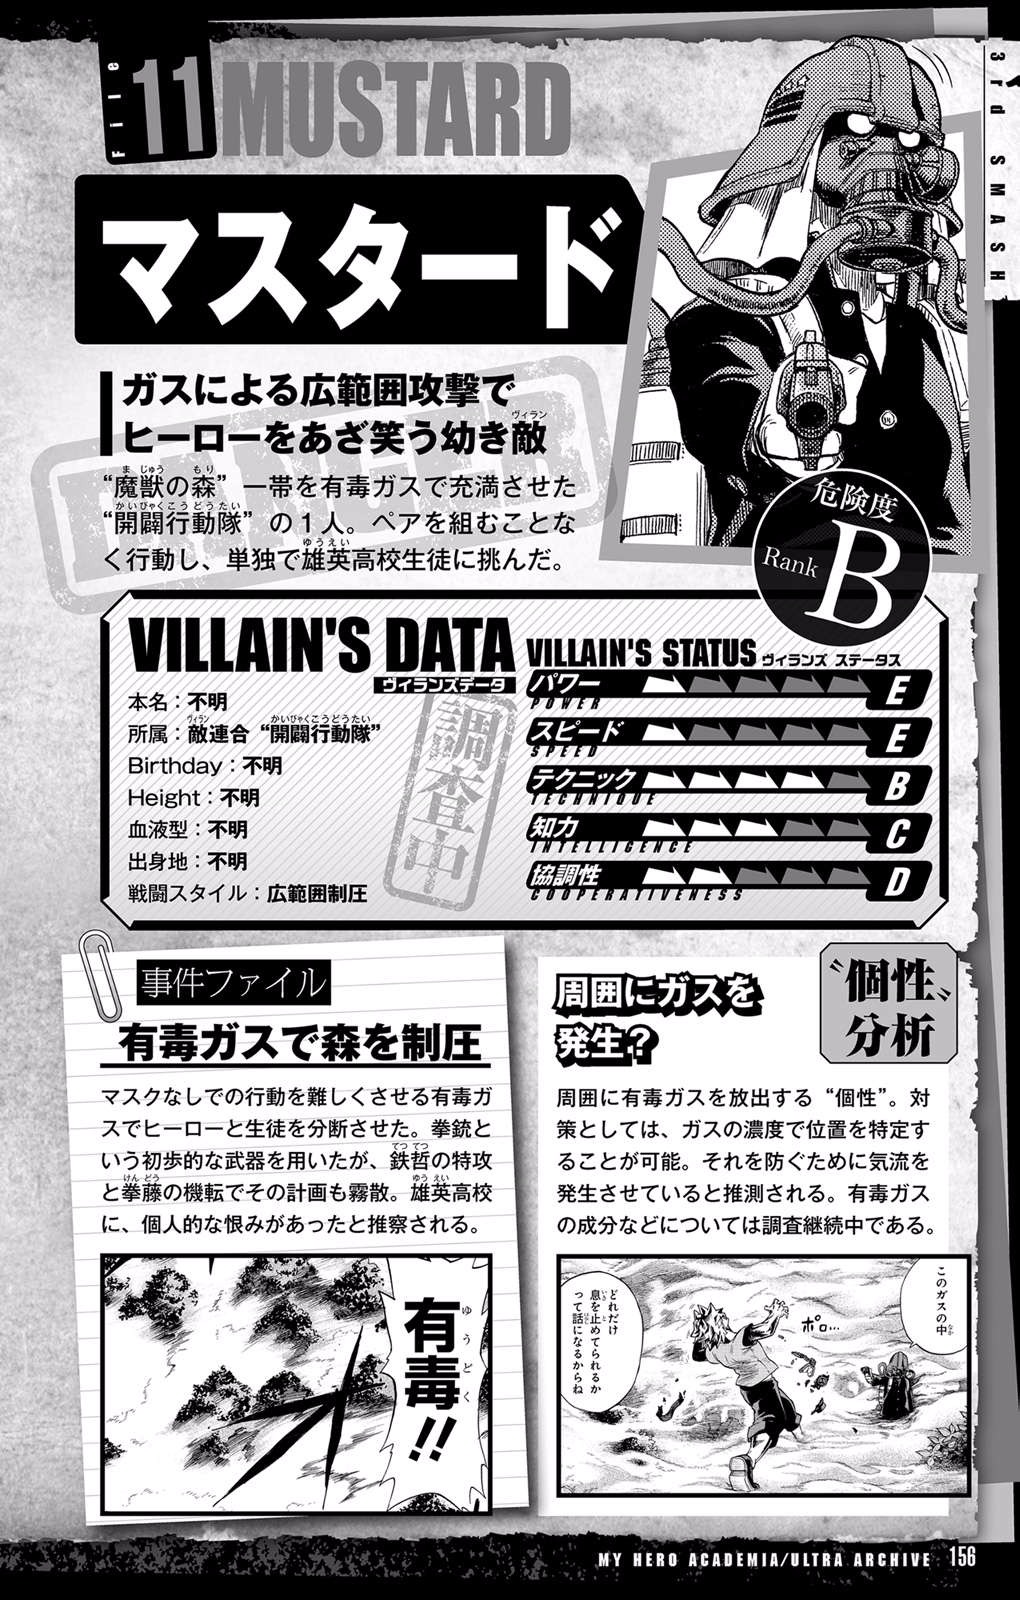 File 11 MUSTARD
3rd SMASH
マスタード
ガスによる広範囲攻撃で
ヒーローをあざ笑う幼き敵
ヴィラン
“魔獣の森”一帯を有毒ガスで充満させた
“開闢行動隊”の1人。ペアを組むことな
く行動し、単独で雄英高校生徒に挑んだ。
危険度
Rank B
VILLAIN'S DATA
ヴィランズデータ
本名：不明
所属：敵連合“開闢行動隊”
Birthday：不明
Height：不明
血液型：不明
出身地：不明
戦闘スタイル：広範囲制圧
調査中
VILLAIN'S STATUS ヴィランズ ステータス
パワー POWER E
スピード SPEED E
テクニック TECHNIQUE B
知力 INTELLIGENCE C
協調性 COOPERATIVENESS D
事件ファイル
有毒ガスで森を制圧
マスクなしでの行動を難しくさせる有毒ガ
スでヒーローと生徒を分断させた。拳銃と
いう初歩的な武器を用いたが、鉄哲の特攻
と拳藤の機転でその計画も霧散。雄英高校
に、個人的な恨みがあったと推察される。
有毒!!
ゆうどく
“個性”
分析
周囲にガスを
発生？
周囲に有毒ガスを放出する“個性”。対
策としては、ガスの濃度で位置を特定す
ることが可能。それを防ぐために気流を
発生させていると推測される。有毒ガス
の成分などについては調査継続中である。
このガスの中
どれだけ
息を止めてられるか
って話になるからね
ポロ…
MY HERO ACADEMIA/ULTRA ARCHIVE 156